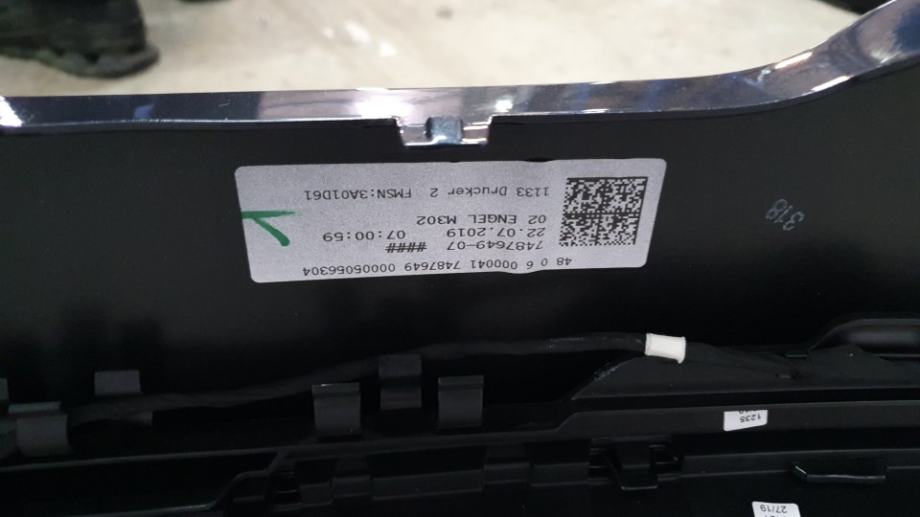 48 0 6 000041 7487649 00005056304
7487649-07 ####
22.07.2019 07:00:59
02 ENGEL M302
1133 Drucker 2 FMSN:3A01D61
318
1235
27/19